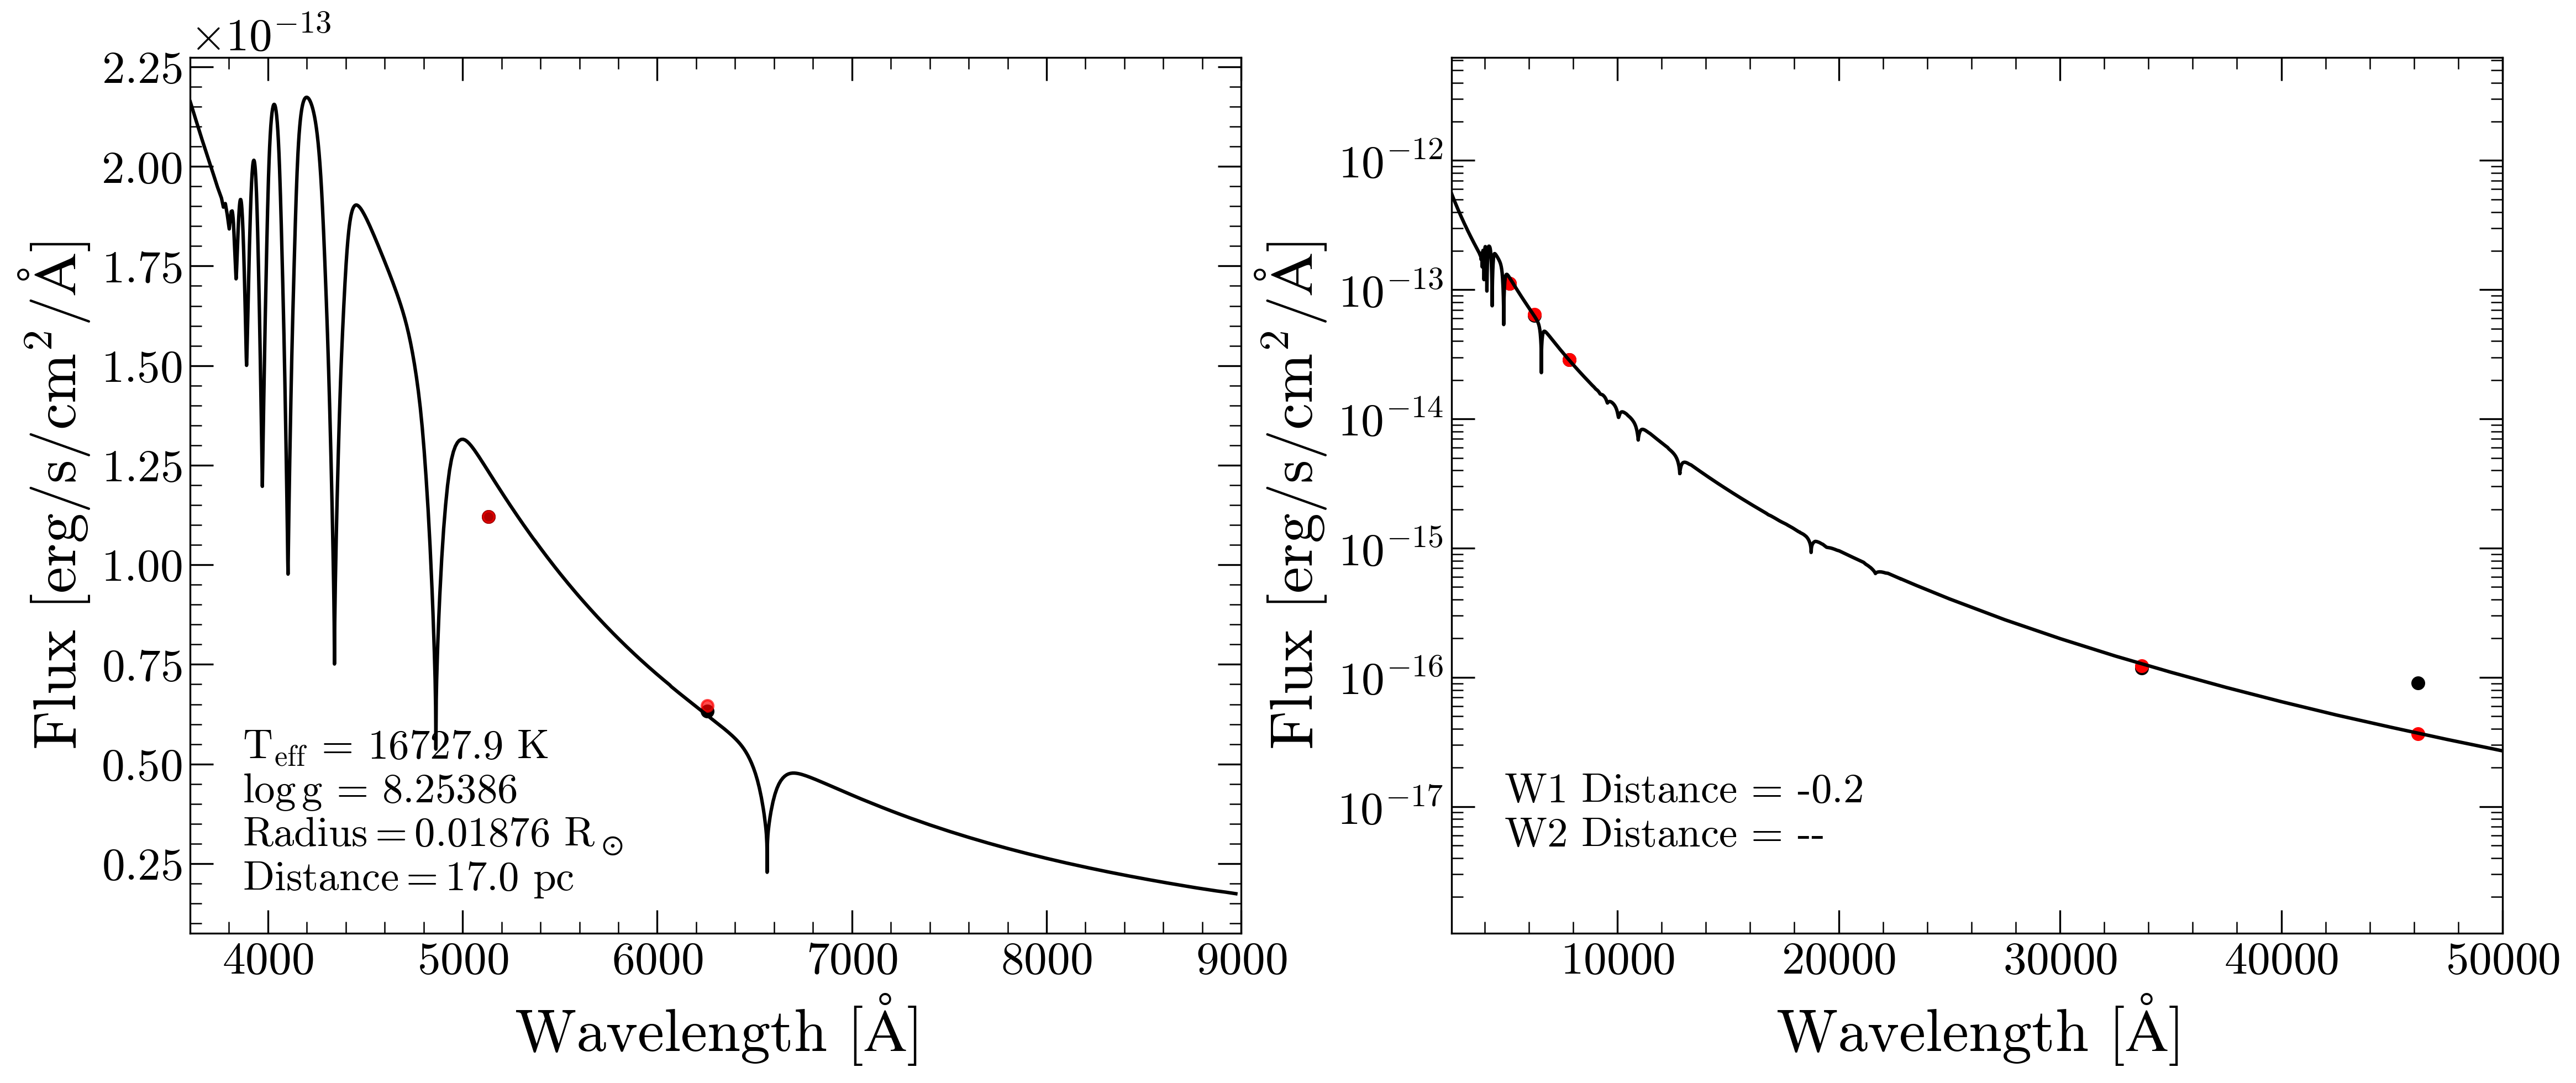 ×10⁻¹³
2.25
2.00
1.75
1.50
1.25
1.00
0.75
0.50
0.25
Flux [erg/s/cm²/Å]
T_eff = 16727.9 K
log g = 8.25386
Radius = 0.01876 R_⊙
Distance = 17.0 pc
4000 5000 6000 7000 8000 9000
Wavelength [Å]
10⁻¹²
10⁻¹³
10⁻¹⁴
10⁻¹⁵
10⁻¹⁶
10⁻¹⁷
Flux [erg/s/cm²/Å]
W1 Distance = -0.2
W2 Distance = --
10000 20000 30000 40000 50000
Wavelength [Å]